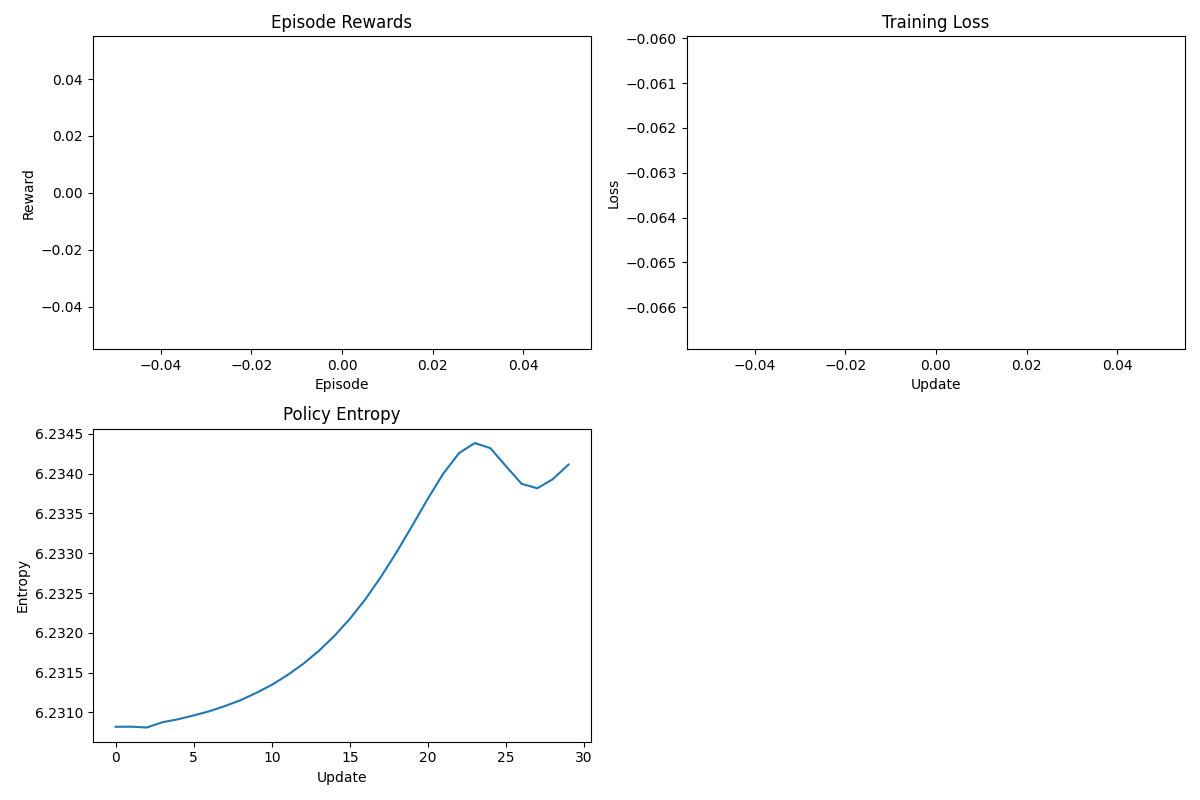 Episode Rewards
0.04
0.02
0.00
−0.02
−0.04
Reward
−0.04 −0.02 0.00 0.02 0.04
Episode
Training Loss
−0.060
−0.061
−0.062
−0.063
−0.064
−0.065
−0.066
Loss
−0.04 −0.02 0.00 0.02 0.04
Update
Policy Entropy
6.2345
6.2340
6.2335
6.2330
6.2325
6.2320
6.2315
6.2310
Entropy
0 5 10 15 20 25 30
Update